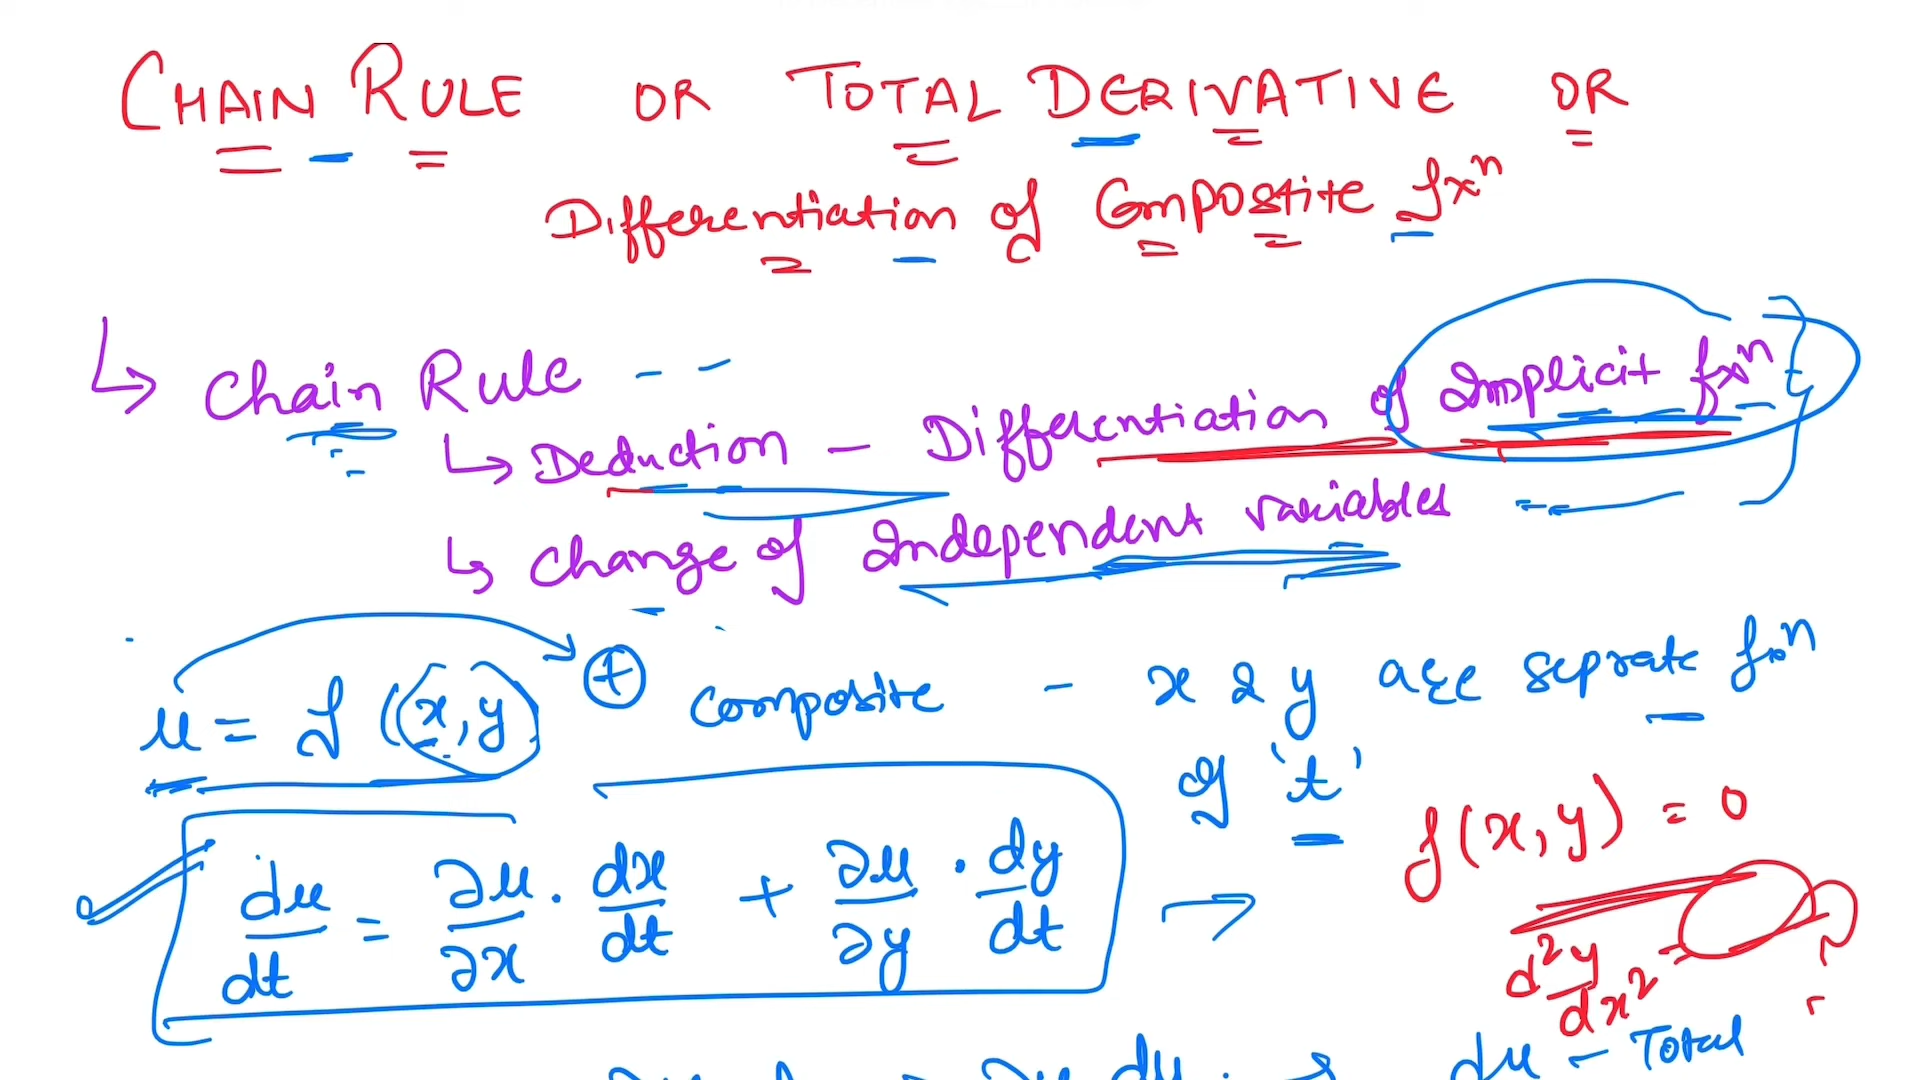 CHAIN RULE OR TOTAL DERIVATIVE OR
Differentiation of Composite fxⁿ
↳ Chain Rule - -
↳ Deduction - Differentiation of Implicit fxⁿ
↳ change of Independent variables
u = f (x, y) ⊕ composite - x & y are seprate fxⁿ
of 't'
f(x, y) = 0
du/dt = ∂u/∂x · dx/dt + ∂u/∂y · dy/dt →
d²y/dx²
du - Total